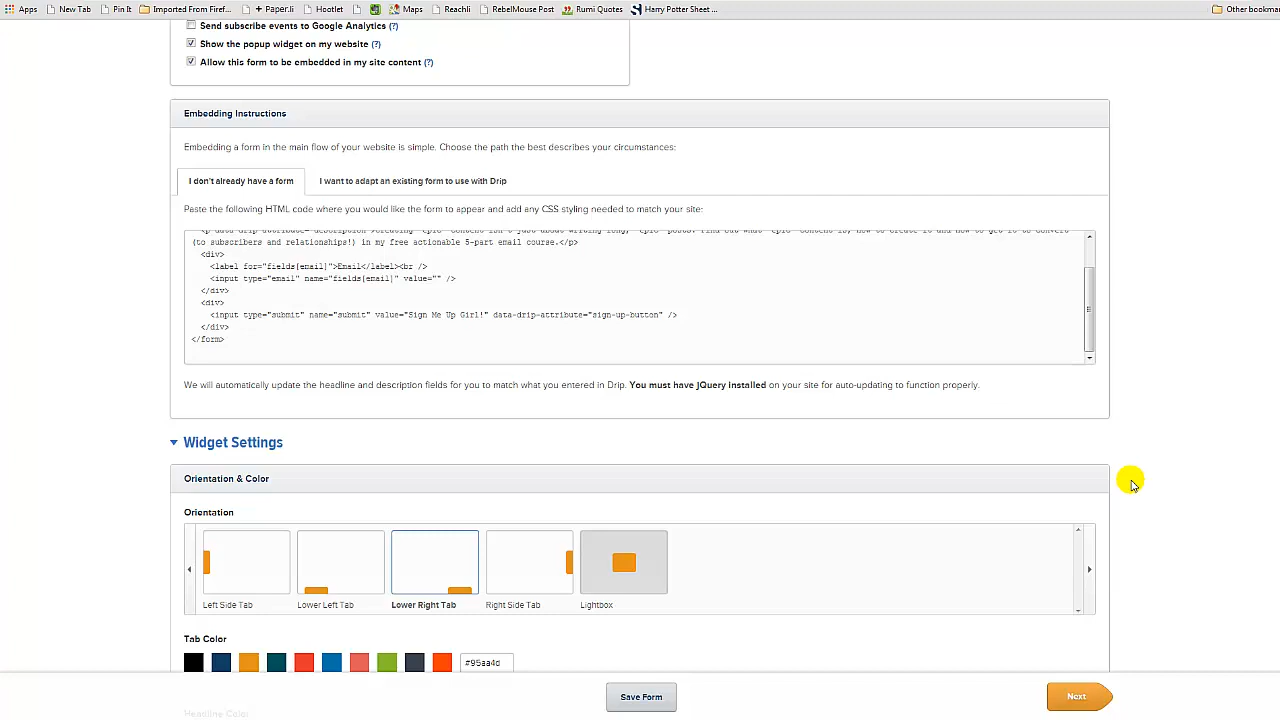 Apps New Tab Pin It Imported From Firef... Paper.li Hootlet Maps Reachli RebelMouse Post Rumi Quotes Harry Potter Sheet ... Other bookmar
Send subscribe events to Google Analytics (?)
Show the popup widget on my website (?)
Allow this form to be embedded in my site content (?)
Embedding Instructions
Embedding a form in the main flow of your website is simple. Choose the path the best describes your circumstances:
I don't already have a form I want to adapt an existing form to use with Drip
Paste the following HTML code where you would like the form to appear and add any CSS styling needed to match your site:
(to subscribers and relationships!) in my free actionable 5-part email course.</p>
<div>
<label for="fields[email]">Email</label><br />
<input type="email" name="fields[email]" value="" />
</div>
<div>
<input type="submit" name="submit" value="Sign Me Up Girl!" data-drip-attribute="sign-up-button" />
</div>
</form>
We will automatically update the headline and description fields for you to match what you entered in Drip. You must have jQuery installed on your site for auto-updating to function properly.
Widget Settings
Orientation & Color
Orientation
Left Side Tab Lower Left Tab Lower Right Tab Right Side Tab Lightbox
Tab Color
#95aa4d
Save Form Next
Headline Color